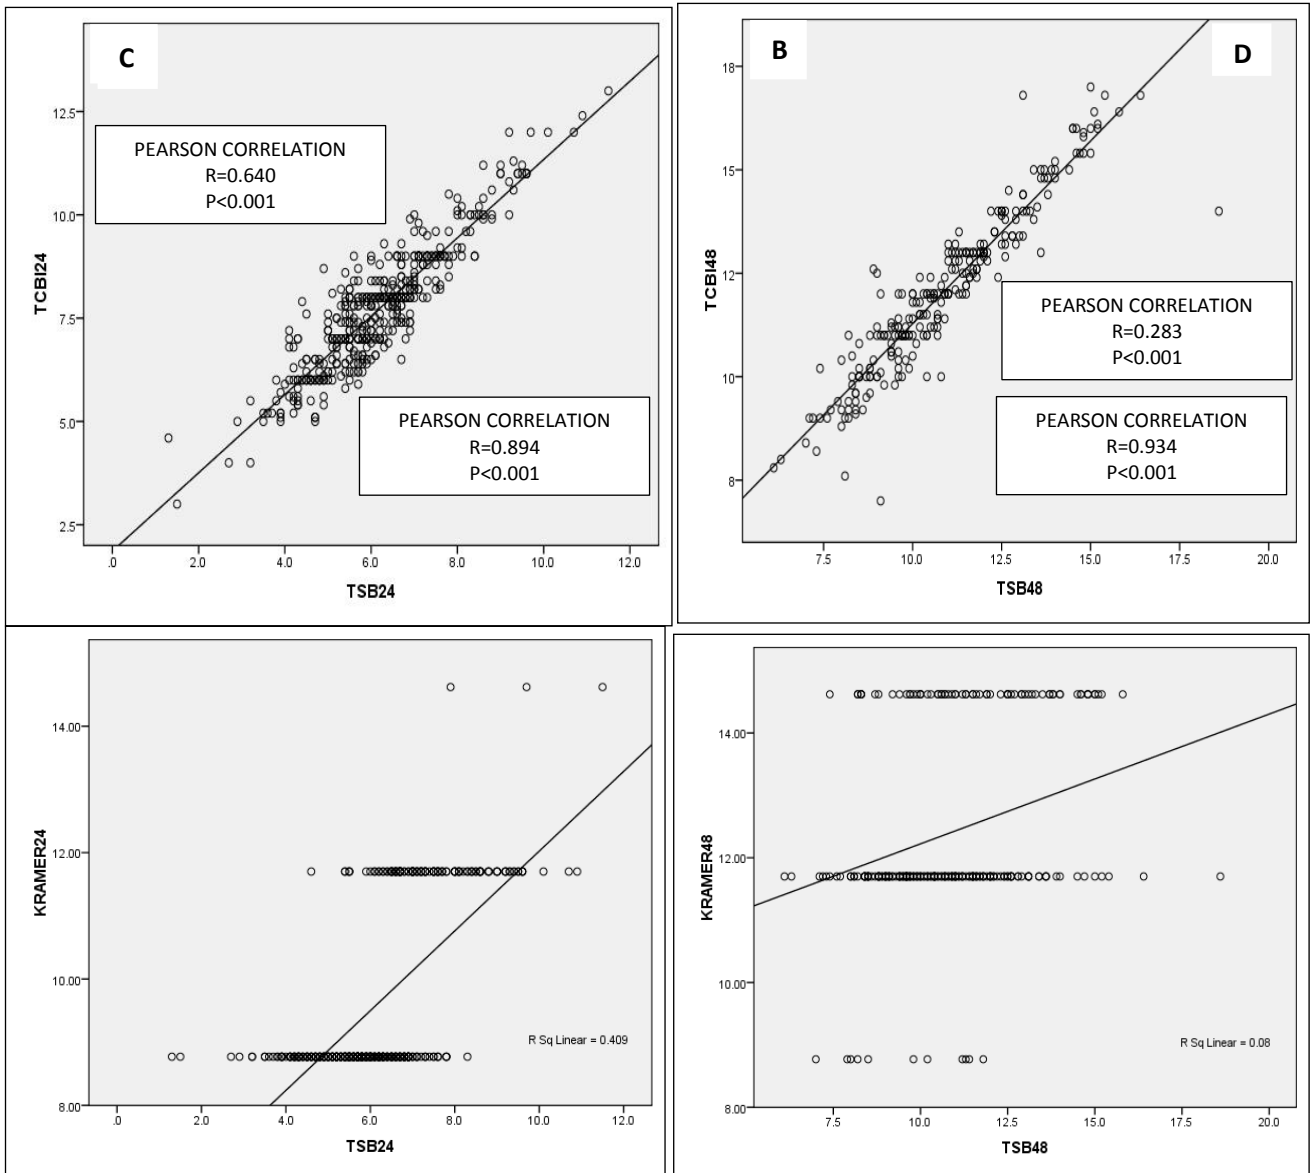 C
PEARSON CORRELATION
R=0.640
P<0.001
PEARSON CORRELATION
R=0.894
P<0.001
TCBI24
12.5
10.0
7.5
5.0
2.5
.0 2.0 4.0 6.0 8.0 10.0 12.0
TSB24
B
D
PEARSON CORRELATION
R=0.283
P<0.001
PEARSON CORRELATION
R=0.934
P<0.001
TCBI48
18
15
12
10
8
7.5 10.0 12.5 15.0 17.5 20.0
TSB48
KRAMER24
14.00
12.00
10.00
8.00
R Sq Linear = 0.409
.0 2.0 4.0 6.0 8.0 10.0 12.0
TSB24
KRAMER48
14.00
12.00
10.00
8.00
R Sq Linear = 0.08
7.5 10.0 12.5 15.0 17.5 20.0
TSB48